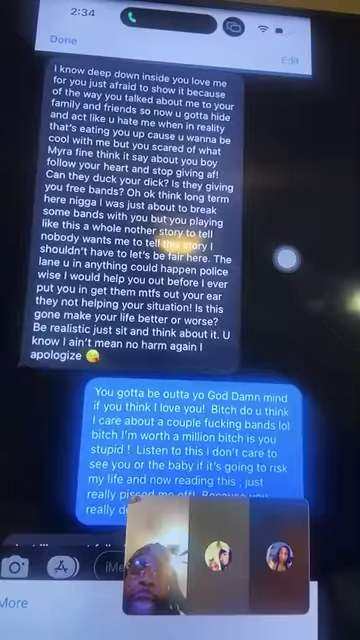 2:34
Done
Edit
I know deep down inside you love me
for you just afraid to show it because
of the way you talked about me to your
family and friends so now u gotta hide
and act like u hate me when in reality
that's eating you up cause u wanna be
cool with me but you scared of what
Myra fine think it say about you boy
follow your heart and stop giving af!
Can they duck your dick? Is they giving
you free bands? Oh ok think long term
here nigga I was just about to break
some bands with you but you playing
like this a whole nother story to tell
nobody wants me to tell this story I
shouldn't have to let's be fair here. The
lane u in anything could happen police
wise I would help you out before I ever
put you in get them mtfs out your ear
they not helping your situation! Is this
gone make your life better or worse?
Be realistic just sit and think about it. U
know I ain't mean no harm again I
apologize 😘
You gotta be outta yo God Damn mind
if you think I love you! Bitch do u think
I care about a couple fucking bands lol
bitch I'm worth a million bitch is you
stupid ! Listen to this I don't care to
see you or the baby if it's going to risk
my life and now reading this , just
really pissed me off! Because you
really
iMe
More